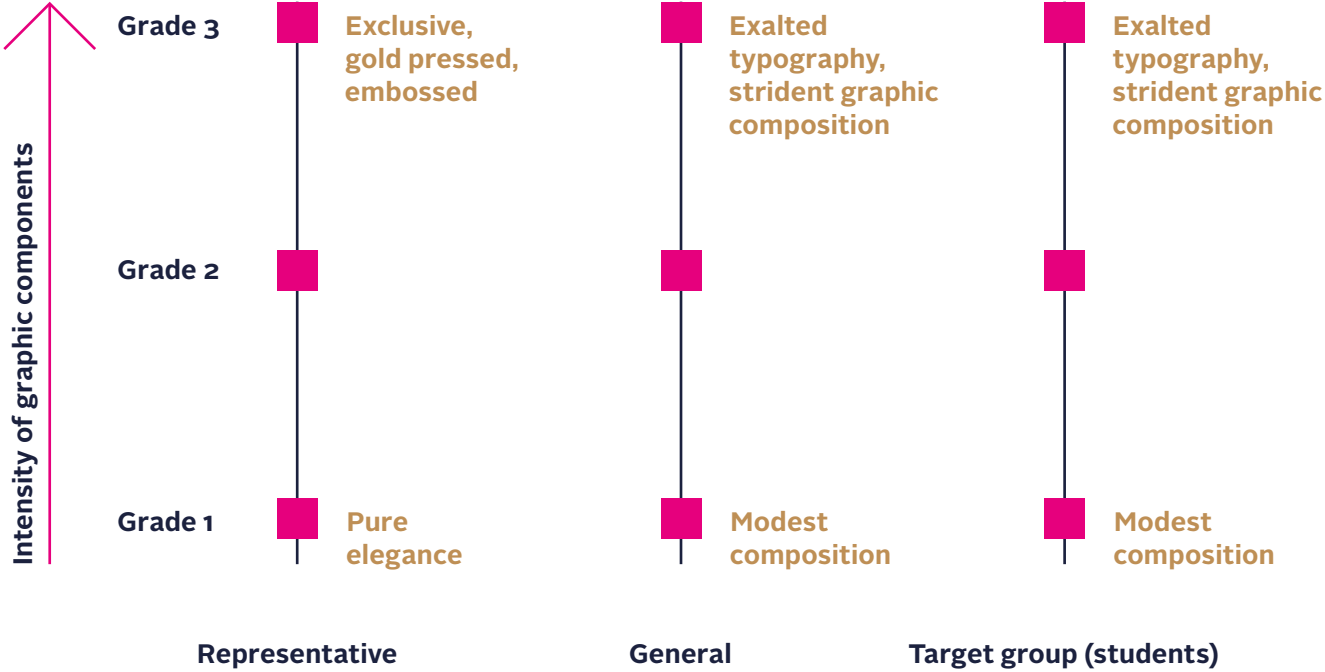 Intensity of graphic components
Grade 3
Exclusive,
gold pressed,
embossed
Exalted
typography,
strident graphic
composition
Exalted
typography,
strident graphic
composition
Grade 2
Grade 1
Pure
elegance
Modest
composition
Modest
composition
Representative
General
Target group (students)